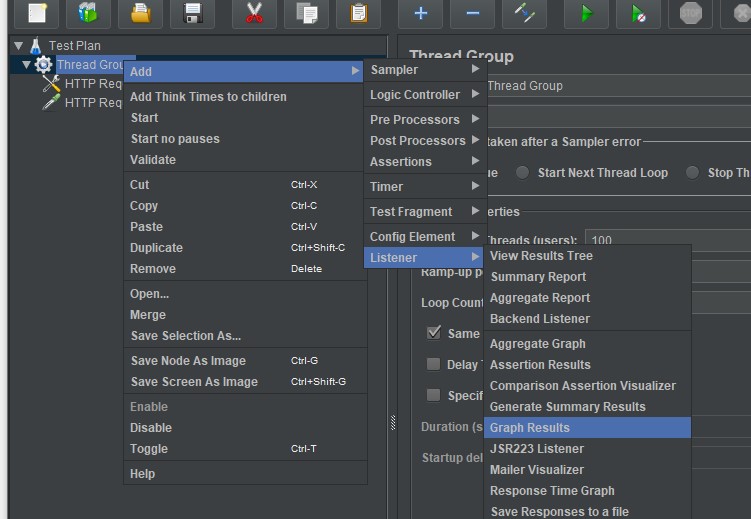 STOP
Test Plan
Thread Grou
HTTP Req
HTTP Req
Add
Add Think Times to children
Start
Start no pauses
Validate
Cut Ctrl-X
Copy Ctrl-C
Paste Ctrl-V
Duplicate Ctrl+Shift-C
Remove Delete
Open...
Merge
Save Selection As...
Save Node As Image Ctrl-G
Save Screen As Image Ctrl+Shift-G
Enable
Disable
Toggle Ctrl-T
Help
Sampler
Logic Controller
Pre Processors
Post Processors
Assertions
Timer
Test Fragment
Config Element
Listener
View Results Tree
Summary Report
Aggregate Report
Backend Listener
Aggregate Graph
Assertion Results
Comparison Assertion Visualizer
Generate Summary Results
Graph Results
JSR223 Listener
Mailer Visualizer
Response Time Graph
Save Responses to a file
Thread Group
Thread Group
taken after a Sampler error
ue Start Next Thread Loop Stop Th
erties
Threads (users): 100
Ramp-up p
Loop Count
Same
Delay T
Specif
Duration (s
Startup del